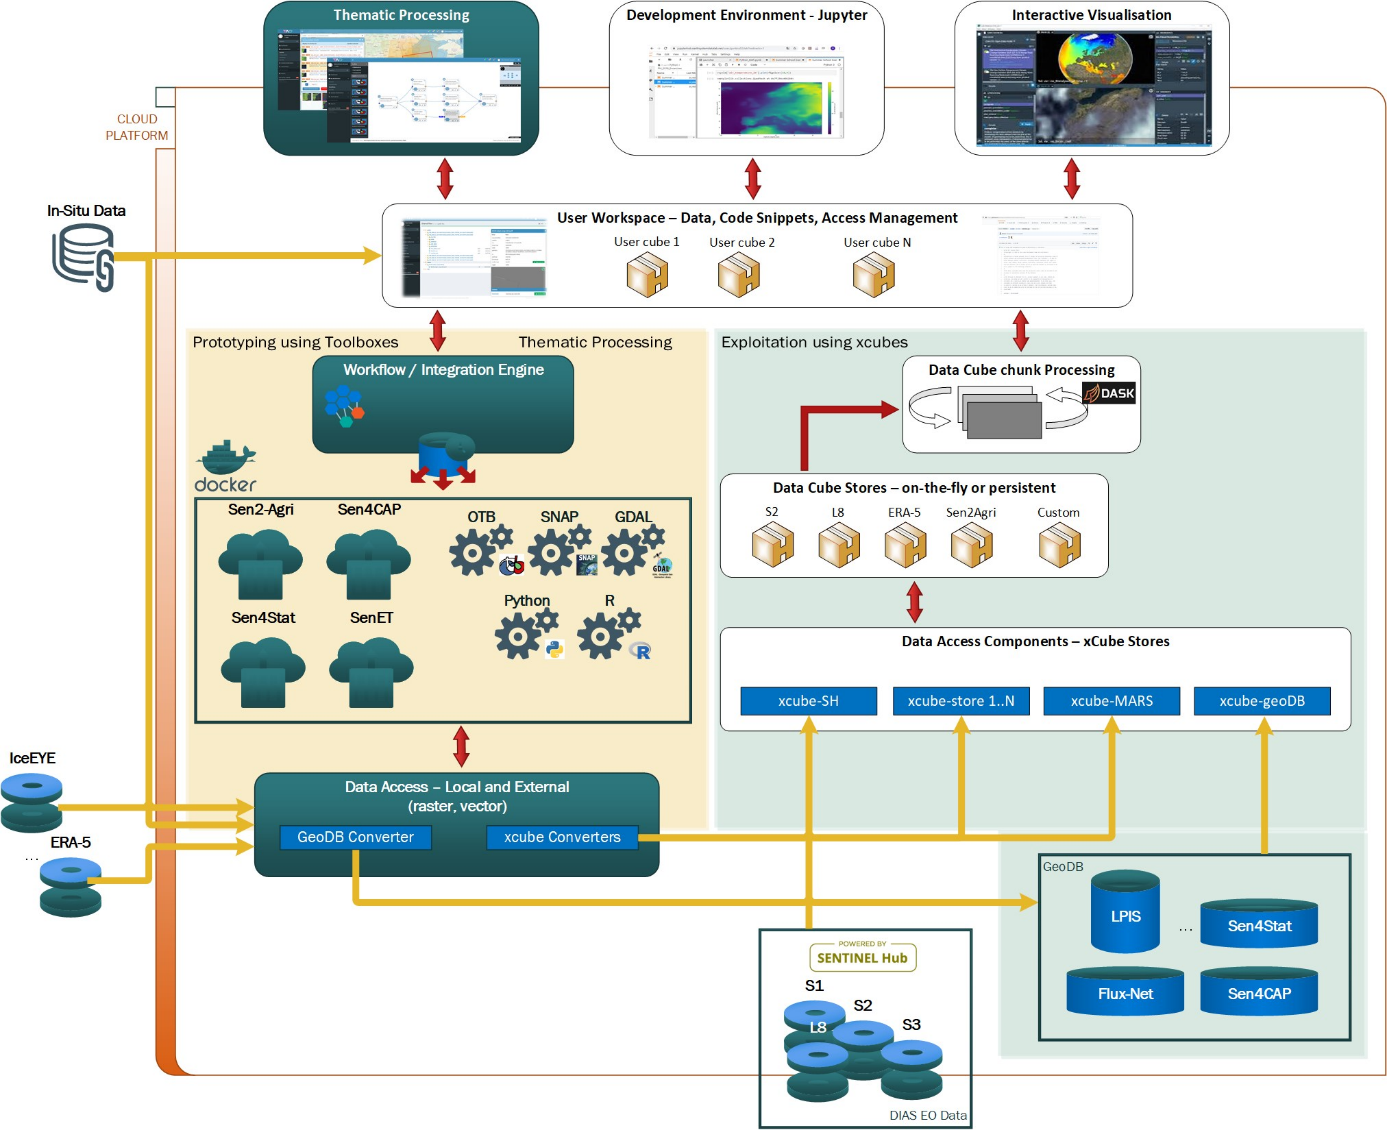 Thematic Processing
Development Environment - Jupyter
Interactive Visualisation
CLOUD
PLATFORM
In-Situ Data
User Workspace – Data, Code Snippets, Access Management
User cube 1
User cube 2
User cube N
Prototyping using Toolboxes
Thematic Processing
Exploitation using xcubes
Workflow / Integration Engine
Data Cube chunk Processing
DASK
docker
Data Cube Stores – on-the-fly or persistent
S2
L8
ERA-5
Sen2Agri
Custom
Sen2-Agri
Sen4CAP
OTB
SNAP
GDAL
SNAP
GDAL
Sen4Stat
SenET
Python
R
R
Data Access Components – xCube Stores
xcube-SH
xcube-store 1..N
xcube-MARS
xcube-geoDB
IceEYE
ERA-5
...
Data Access – Local and External
(raster, vector)
GeoDB Converter
xcube Converters
GeoDB
LPIS
...
Sen4Stat
Flux-Net
Sen4CAP
POWERED BY
SENTINEL Hub
S1
S2
L8
S3
DIAS EO Data